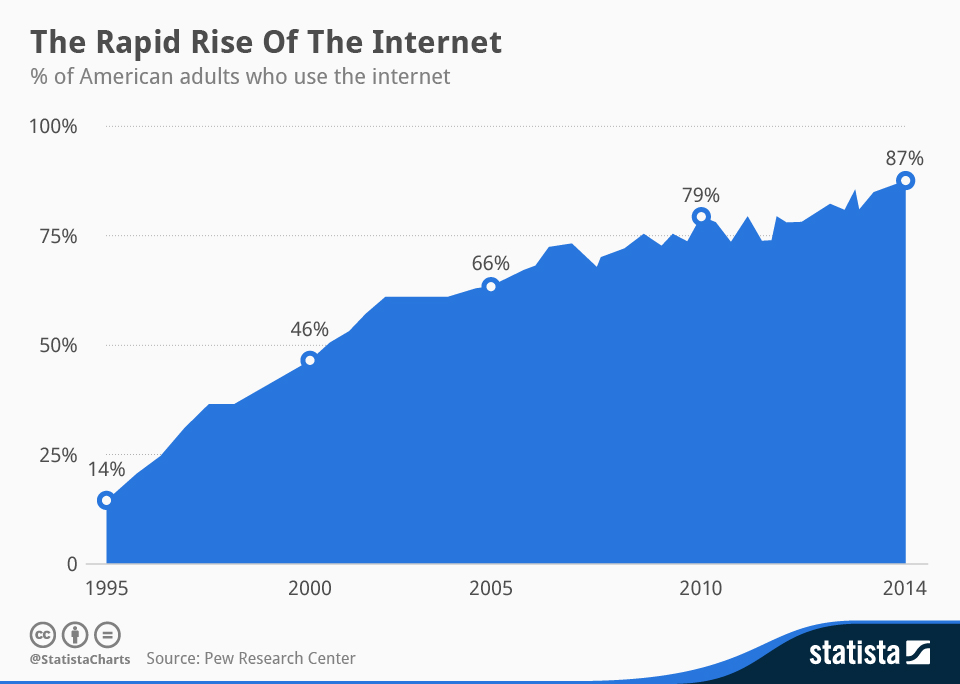 The Rapid Rise Of The Internet
% of American adults who use the internet
100%
87%
79%
75%
66%
46%
50%
25%
14%
0
1995 2000 2005 2010 2014
cc
@StatistaCharts Source: Pew Research Center
statista